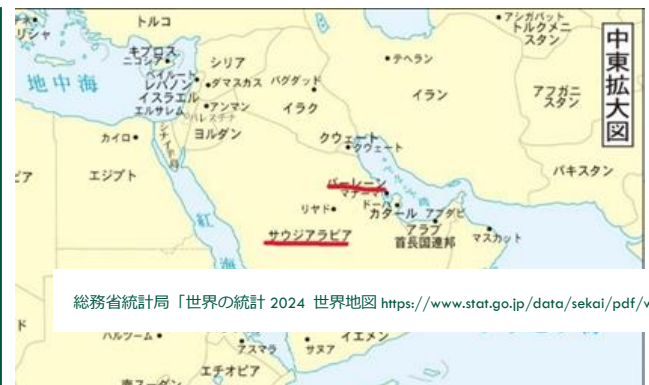 トルコ
アシガバット
トルクメニ
スタン
リシャ
キプロス
ニコシア
シリア
テヘラン
地中海
ベイルート
レバノン
ダマスカス
バグダッド
イスラエル
エルサレム
アンマン
パレスチナ
イラク
イラン
アフガニ
スタン
中東拡大図
カイロ
シナイ半島
ヨルダン
クウェート
クウェート
パキスタン
エジプト
バーレーン
マナーマ
ドーハ
リヤド
カタール
アブダビ
紅海
サウジアラビア
アラブ
首長国連邦
マスカット
総務省統計局「世界の統計 2024 世界地図 https://www.stat.go.jp/data/sekai/pdf/
ハルツーム
アスマラ
サヌア
イエメン
エチオピア
南スーダン